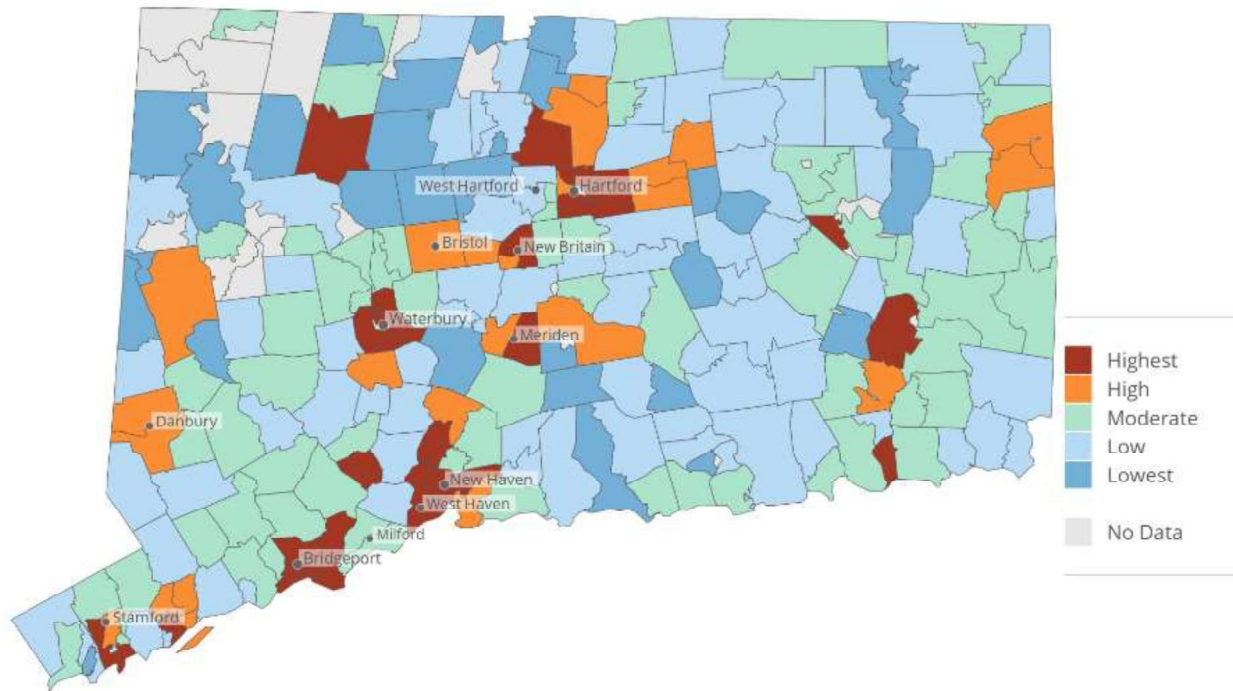 West Hartford
Hartford
Bristol
New Britain
Waterbury
Meriden
Danbury
New Haven
West Haven
Milford
Bridgeport
Stamford
Highest
High
Moderate
Low
Lowest
No Data